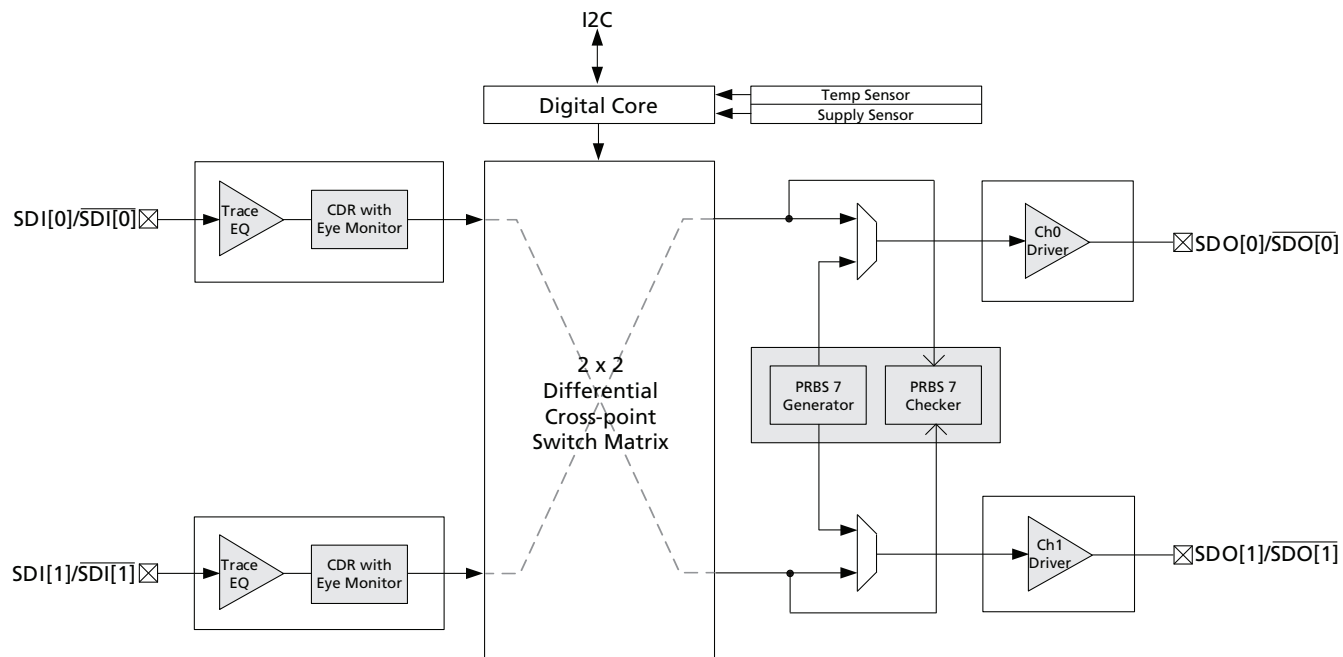 I2C
Digital Core
Temp Sensor
Supply Sensor
SDI[0]/SDI[0]
Trace
EQ
CDR with
Eye Monitor
Ch0
Driver
SDO[0]/SDO[0]
2 x 2
Differential
Cross-point
Switch Matrix
PRBS 7
Generator
PRBS 7
Checker
SDI[1]/SDI[1]
Trace
EQ
CDR with
Eye Monitor
Ch1
Driver
SDO[1]/SDO[1]